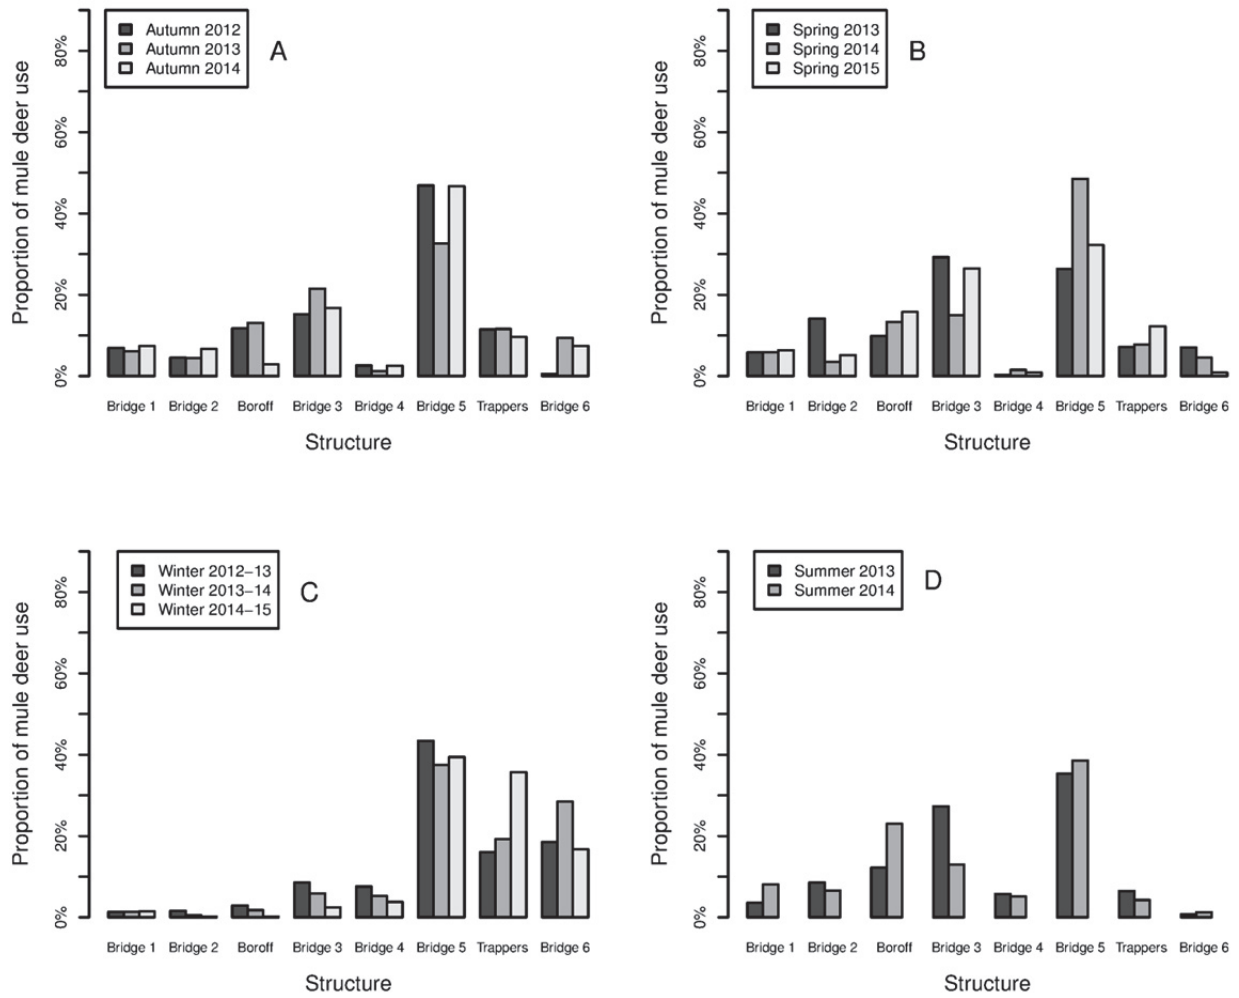 Autumn 2012
Autumn 2013
Autumn 2014
A
Proportion of mule deer use
80%
60%
40%
20%
0%
Bridge 1 Bridge 2 Boroff Bridge 3 Bridge 4 Bridge 5 Trappers Bridge 6
Structure
Spring 2013
Spring 2014
Spring 2015
B
Proportion of mule deer use
80%
60%
40%
20%
0%
Bridge 1 Bridge 2 Boroff Bridge 3 Bridge 4 Bridge 5 Trappers Bridge 6
Structure
Winter 2012–13
Winter 2013–14
Winter 2014–15
C
Proportion of mule deer use
80%
60%
40%
20%
0%
Bridge 1 Bridge 2 Boroff Bridge 3 Bridge 4 Bridge 5 Trappers Bridge 6
Structure
Summer 2013
Summer 2014
D
Proportion of mule deer use
80%
60%
40%
20%
0%
Bridge 1 Bridge 2 Boroff Bridge 3 Bridge 4 Bridge 5 Trappers Bridge 6
Structure